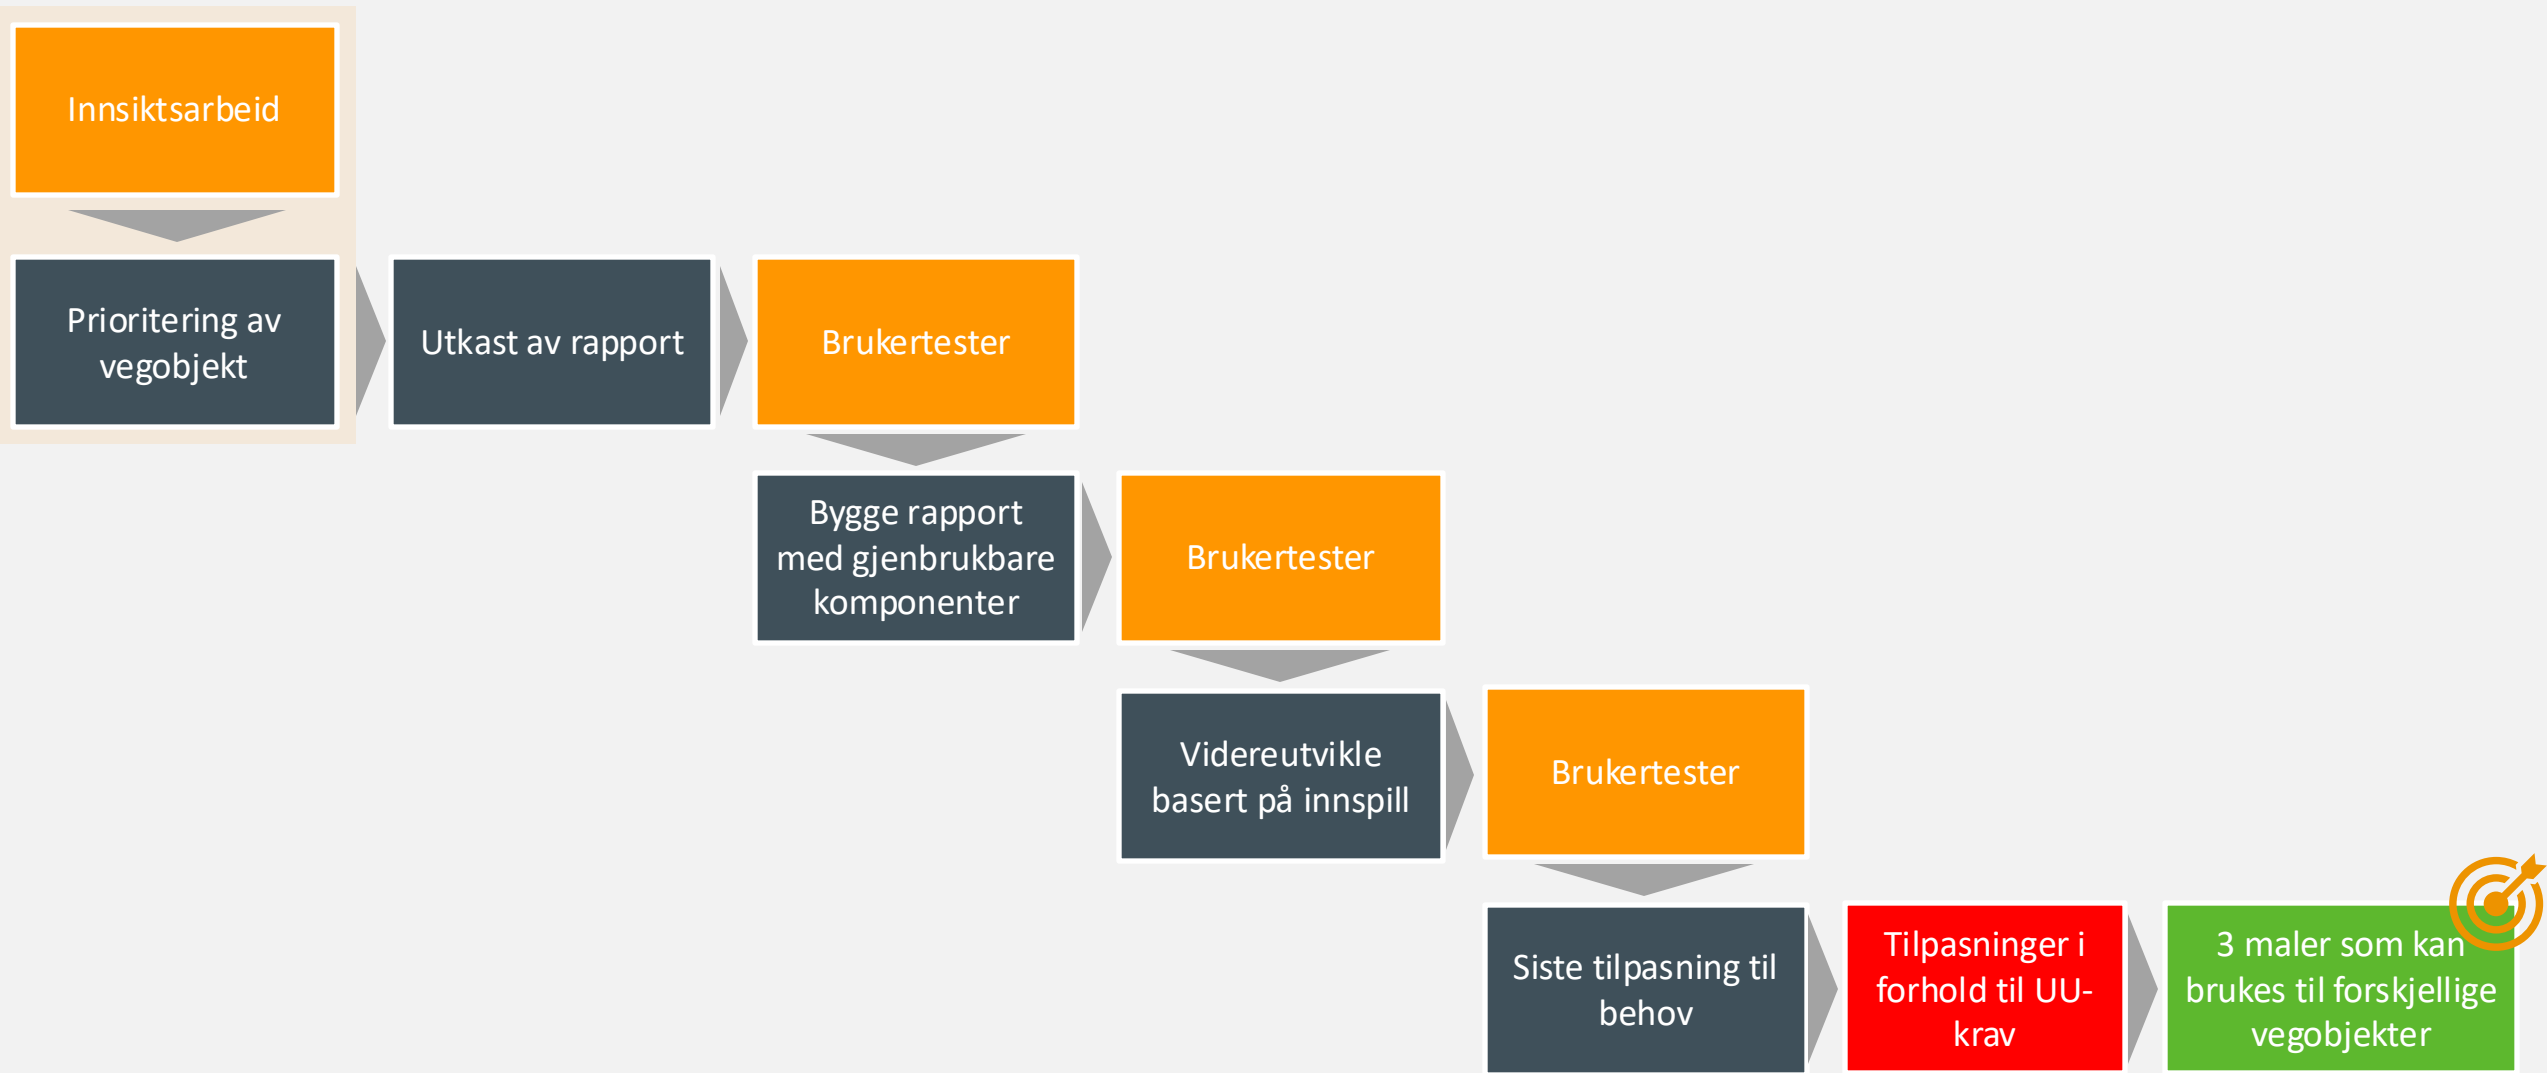 Innsiktsarbeid
Prioritering av
vegobjekt
Utkast av rapport
Brukertester
Bygge rapport
med gjenbrukbare
komponenter
Brukertester
Videreutvikle
basert på innspill
Brukertester
Siste tilpasning til
behov
Tilpasninger i
forhold til UU-
krav
3 maler som kan
brukes til forskjellige
vegobjekter